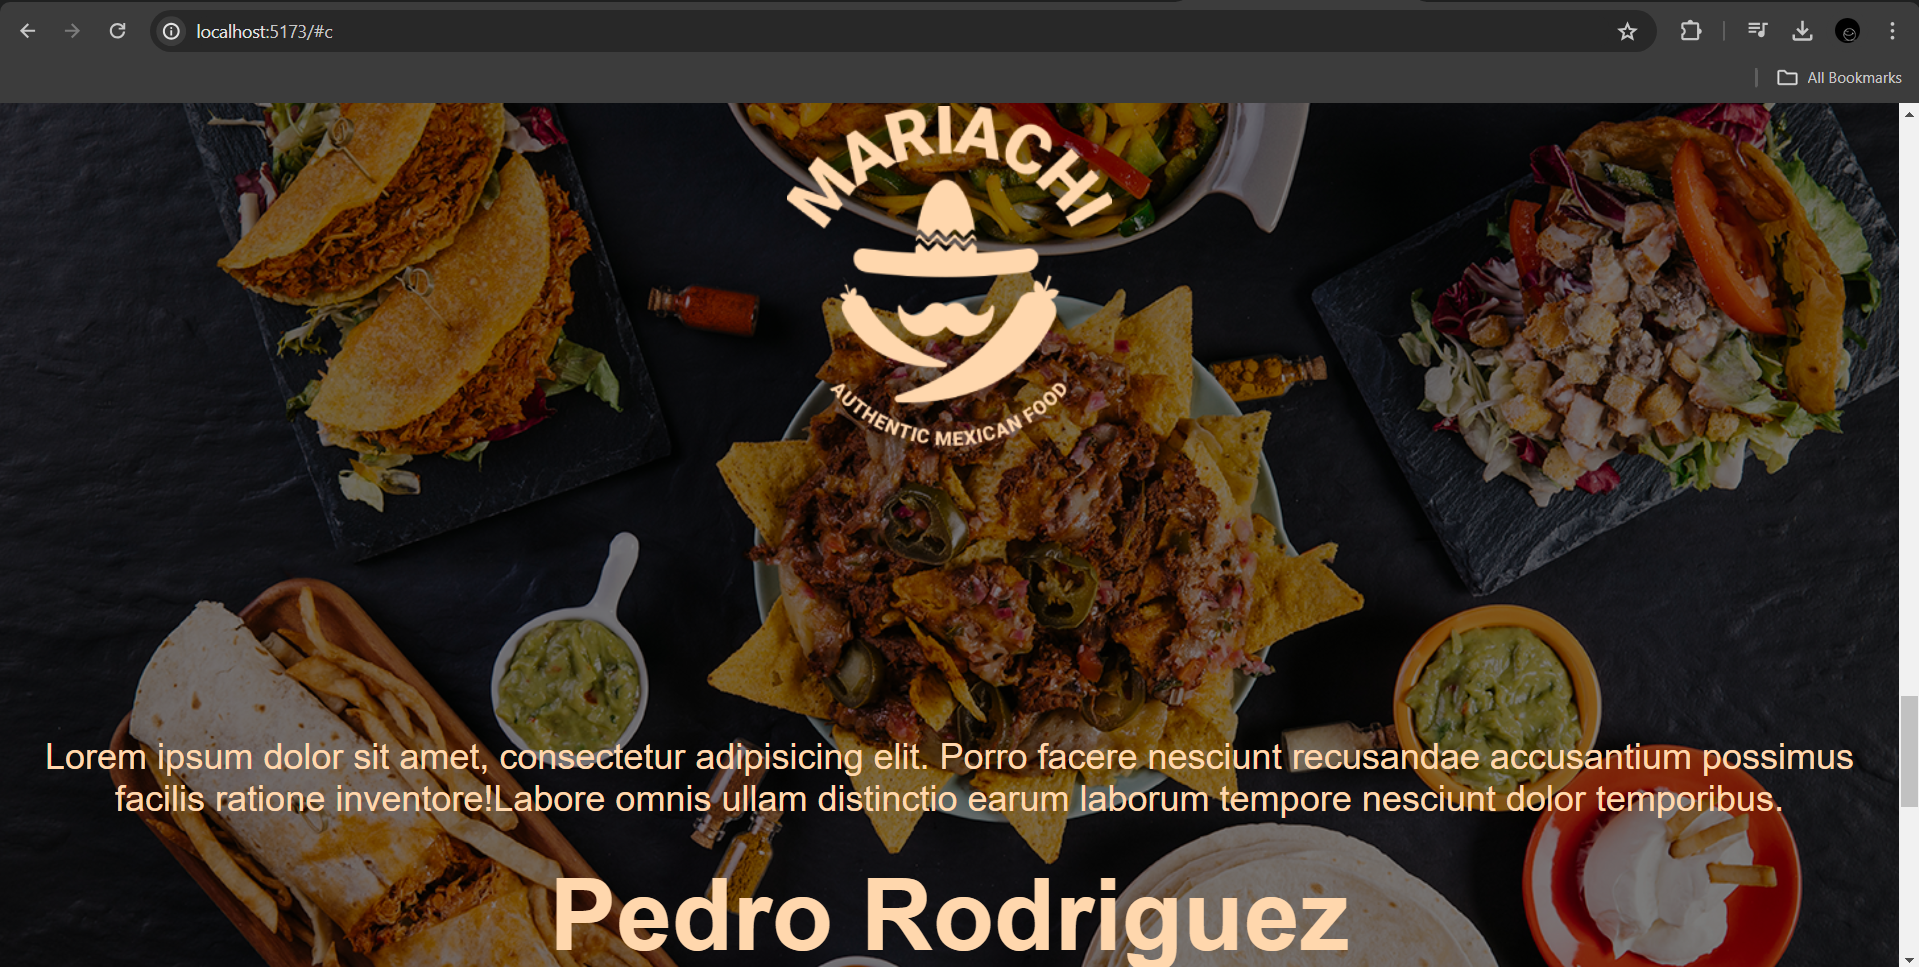 localhost:5173/#c
All Bookmarks
MARIACHI
AUTHENTIC MEXICAN FOOD
Lorem ipsum dolor sit amet, consectetur adipisicing elit. Porro facere nesciunt recusandae accusantium possimus
facilis ratione inventore!Labore omnis ullam distinctio earum laborum tempore nesciunt dolor temporibus.
Pedro Rodriguez